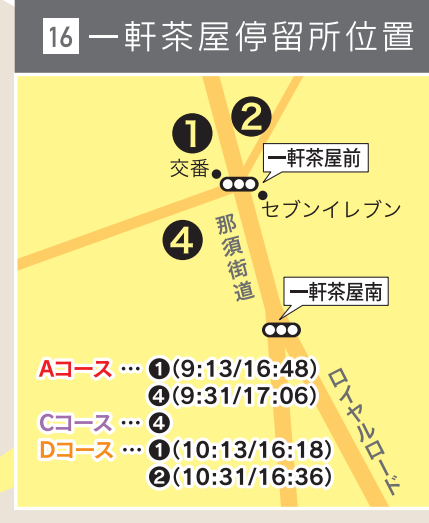 16 一軒茶屋停留所位置
❶
❷
交番
一軒茶屋前
セブンイレブン
❹
那須街道
一軒茶屋南
ロイヤルロード
Aコース … ❶(9:13/16:48)
❹(9:31/17:06)
Cコース … ❹
Dコース … ❶(10:13/16:18)
❷(10:31/16:36)